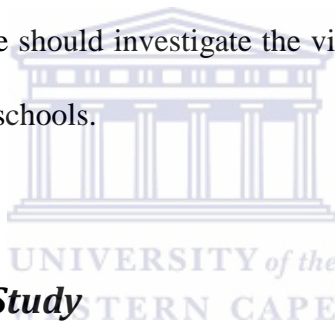 e should investigate the vi
schools.
UNIVERSITY of the
Study
WESTERN CAPE